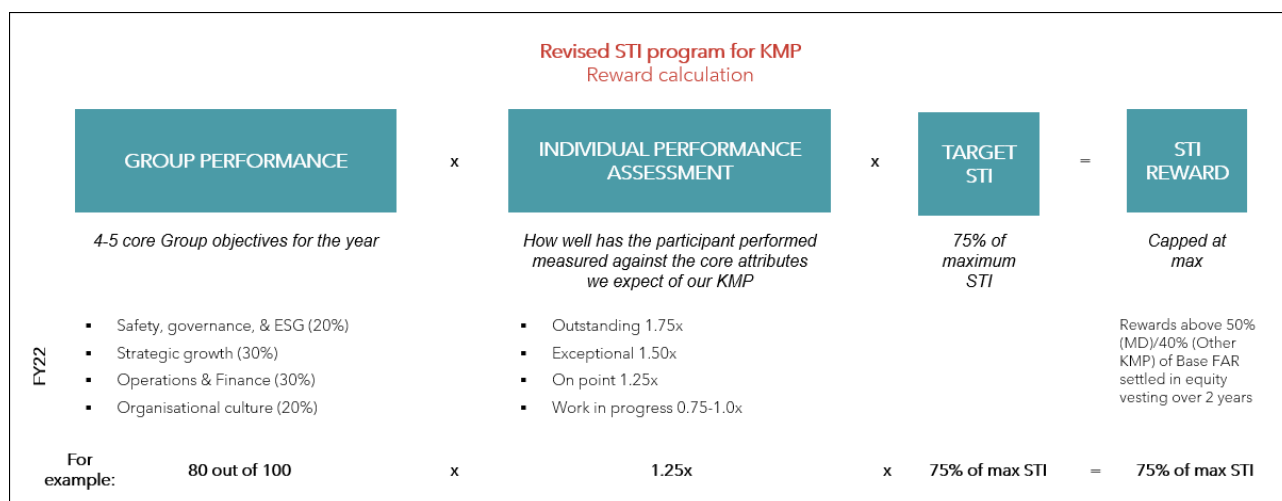 Revised STI program for KMP
Reward calculation
GROUP PERFORMANCE
x
INDIVIDUAL PERFORMANCE
ASSESSMENT
x
TARGET
STI
=
STI
REWARD
4-5 core Group objectives for the year
How well has the participant performed
measured against the core attributes
we expect of our KMP
75% of
maximum
STI
Capped at
max
FY22
▪ Safety, governance, & ESG (20%)
▪ Strategic growth (30%)
▪ Operations & Finance (30%)
▪ Organisational culture (20%)
▪ Outstanding 1.75x
▪ Exceptional 1.50x
▪ On point 1.25x
▪ Work in progress 0.75-1.0x
Rewards above 50%
(MD)/40% (Other
KMP) of Base FAR
settled in equity
vesting over 2 years
For
example:
80 out of 100
x
1.25x
x
75% of max STI
=
75% of max STI